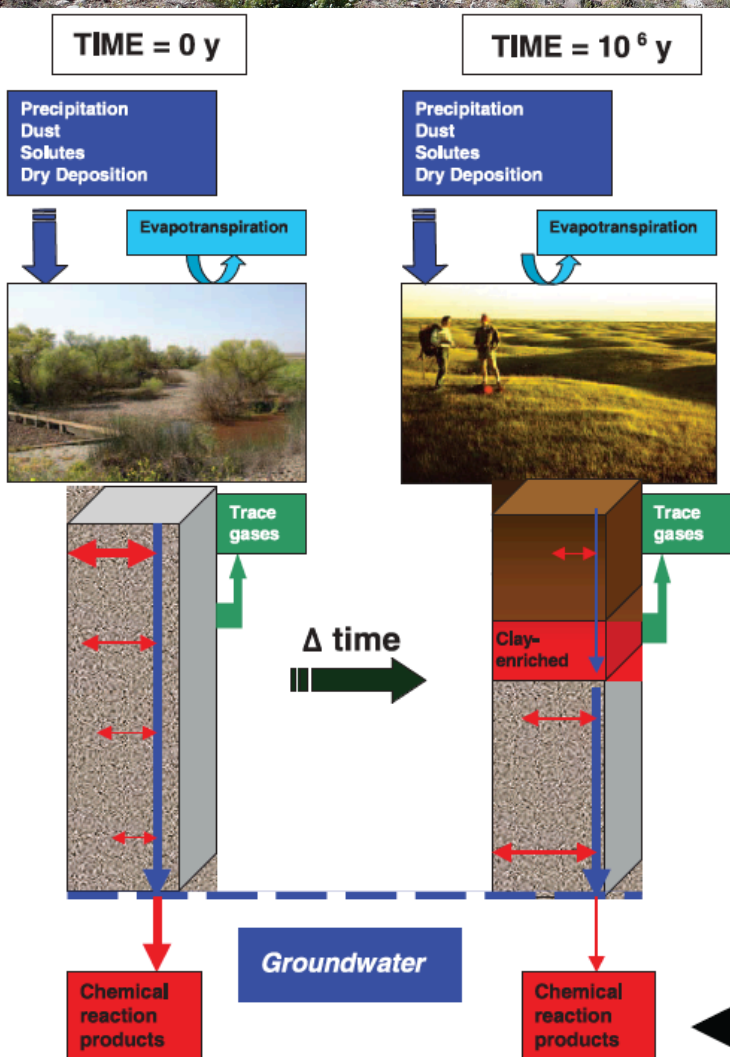 TIME = 0 y
TIME = 10⁶ y
Precipitation
Dust
Solutes
Dry Deposition
Precipitation
Dust
Solutes
Dry Deposition
Evapotranspiration
Evapotranspiration
Trace
gases
Trace
gases
Δ time
Clay-
enriched
Groundwater
Chemical
reaction
products
Chemical
reaction
products